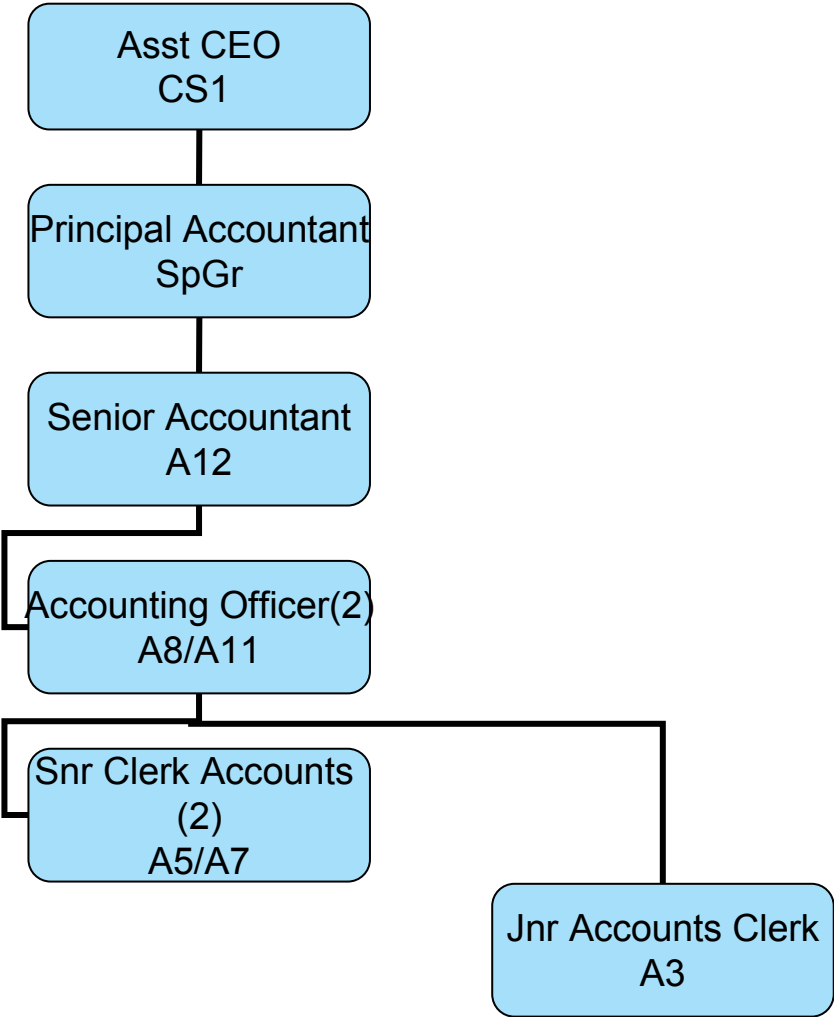 Asst CEO
CS1
Principal Accountant
SpGr
Senior Accountant
A12
Accounting Officer(2)
A8/A11
Snr Clerk Accounts
(2)
A5/A7
Jnr Accounts Clerk
A3